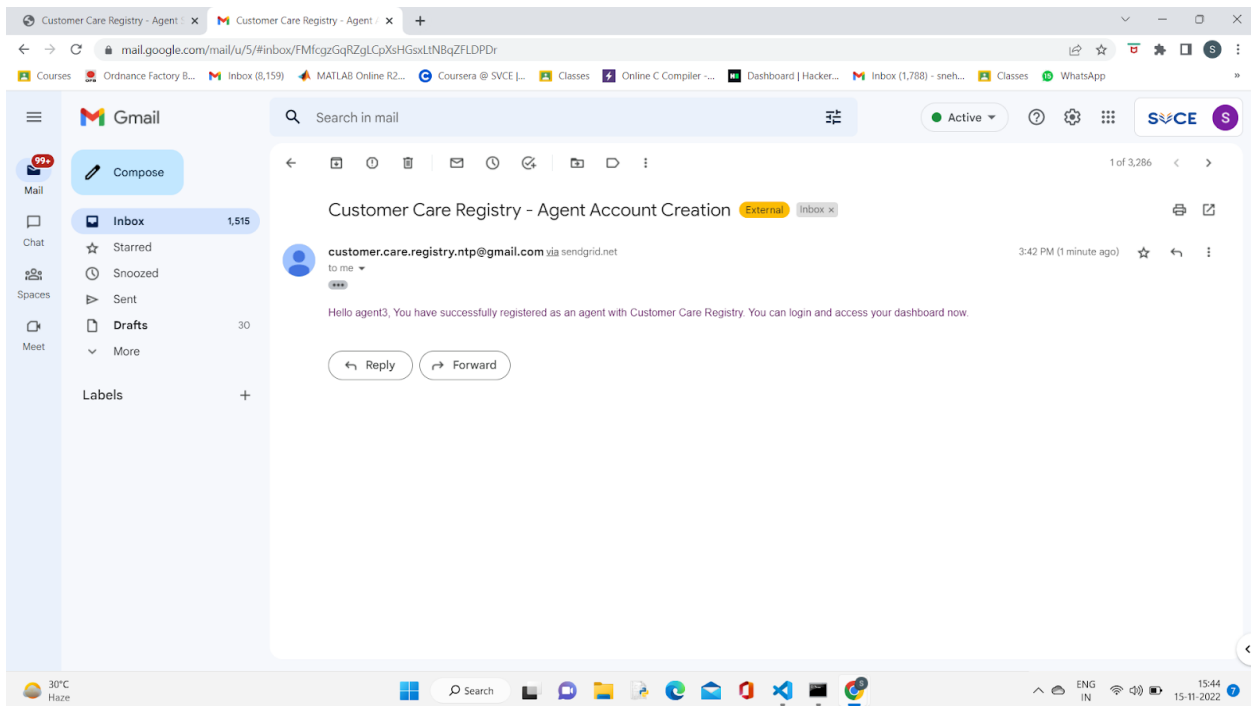 Customer Care Registry - Agent S
Customer Care Registry - Agent A
mail.google.com/mail/u/5/#inbox/FMfcgzGqRZgLCpXsHGsxLtNBqZFLDPDr
S
Courses
Ordnance Factory B...
Inbox (8,159)
MATLAB Online R2...
Coursera @ SVCE |...
Classes
Online C Compiler -...
Dashboard | Hacker...
Inbox (1,788) - sneh...
Classes
WhatsApp
»
Gmail
Search in mail
Active
SVCE
S
99+
Mail
Chat
Spaces
Meet
Compose
Inbox 1,515
Starred
Snoozed
Sent
Drafts 30
More
Labels +
1 of 3,286
Customer Care Registry - Agent Account Creation External Inbox x
customer.care.registry.ntp@gmail.com via sendgrid.net 3:42 PM (1 minute ago)
to me
Hello agent3, You have successfully registered as an agent with Customer Care Registry. You can login and access your dashboard now.
Reply
Forward
30°C
Haze
Search
ENG
IN
15:44
15-11-2022
7